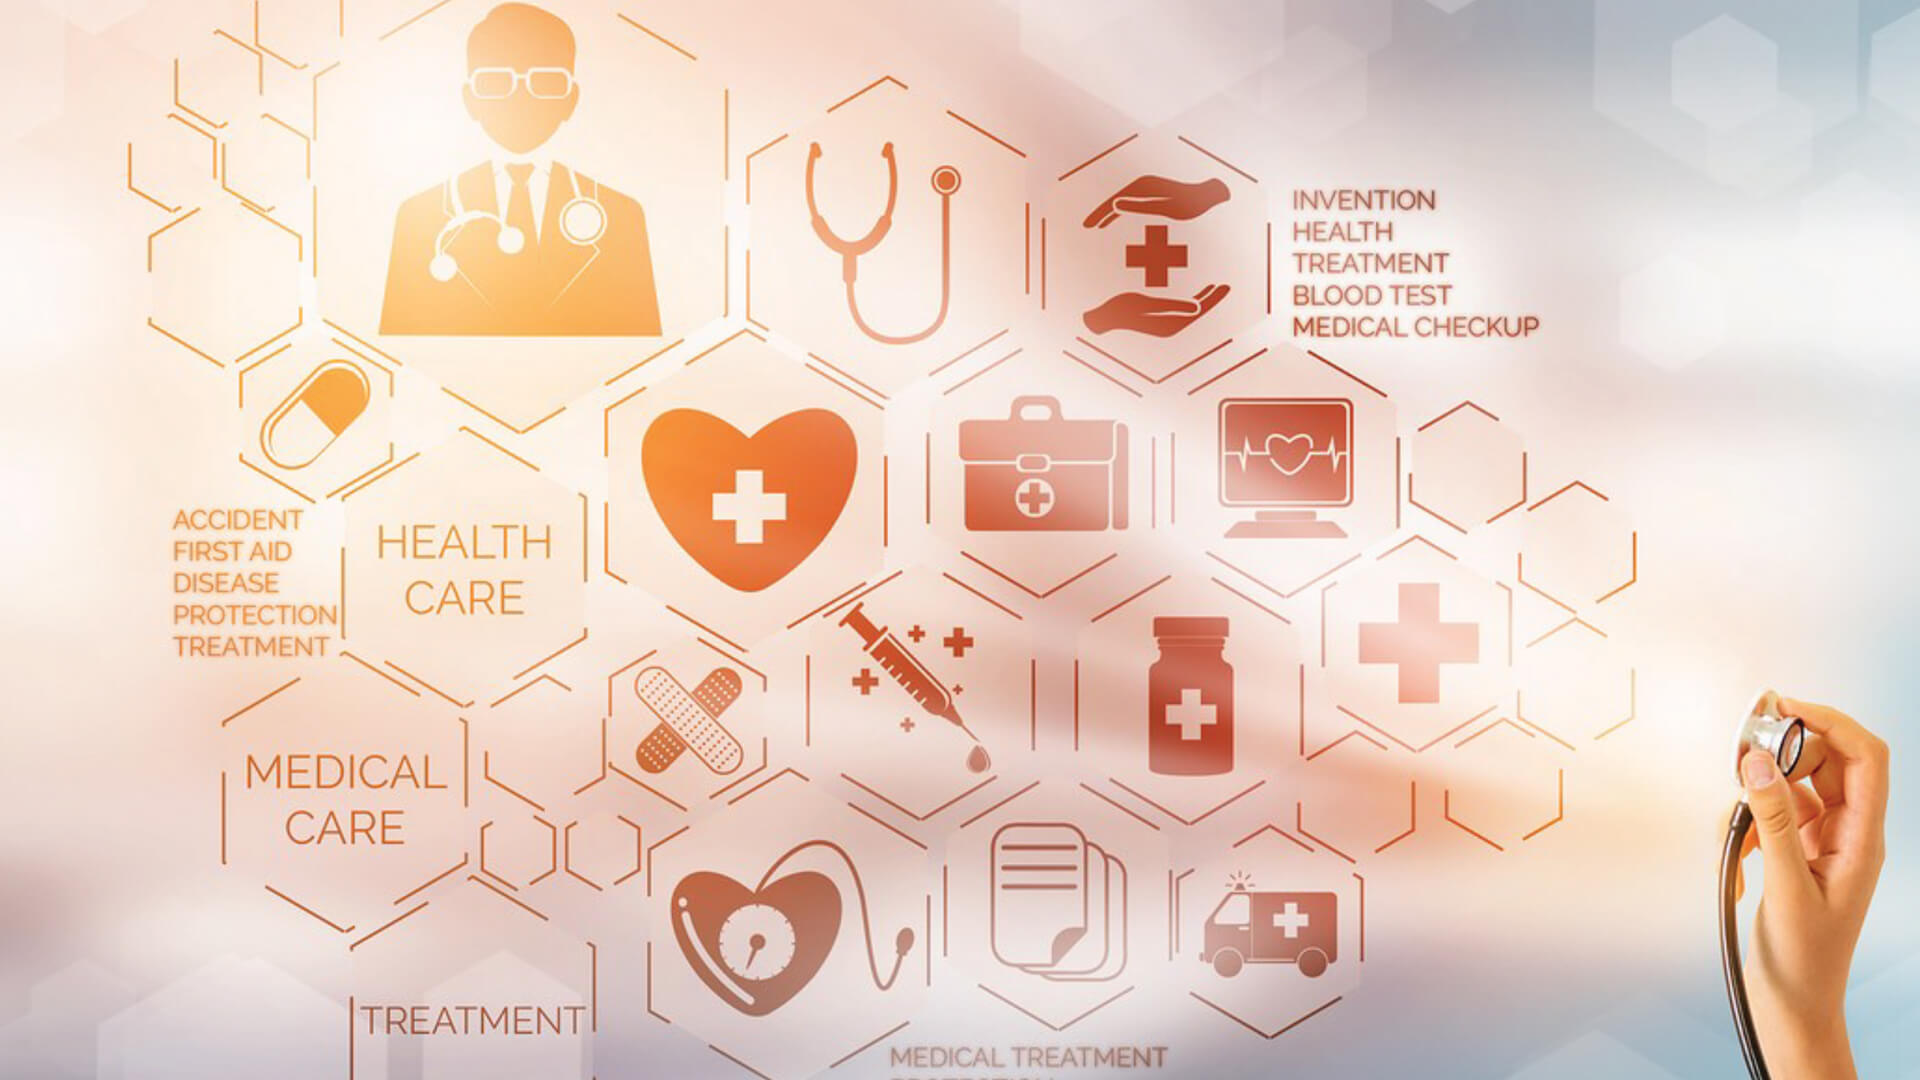 INVENTION
HEALTH
TREATMENT
BLOOD TEST
MEDICAL CHECKUP
ACCIDENT
FIRST AID
DISEASE
PROTECTION
TREATMENT
HEALTH
CARE
MEDICAL
CARE
TREATMENT
MEDICAL TREATMENT